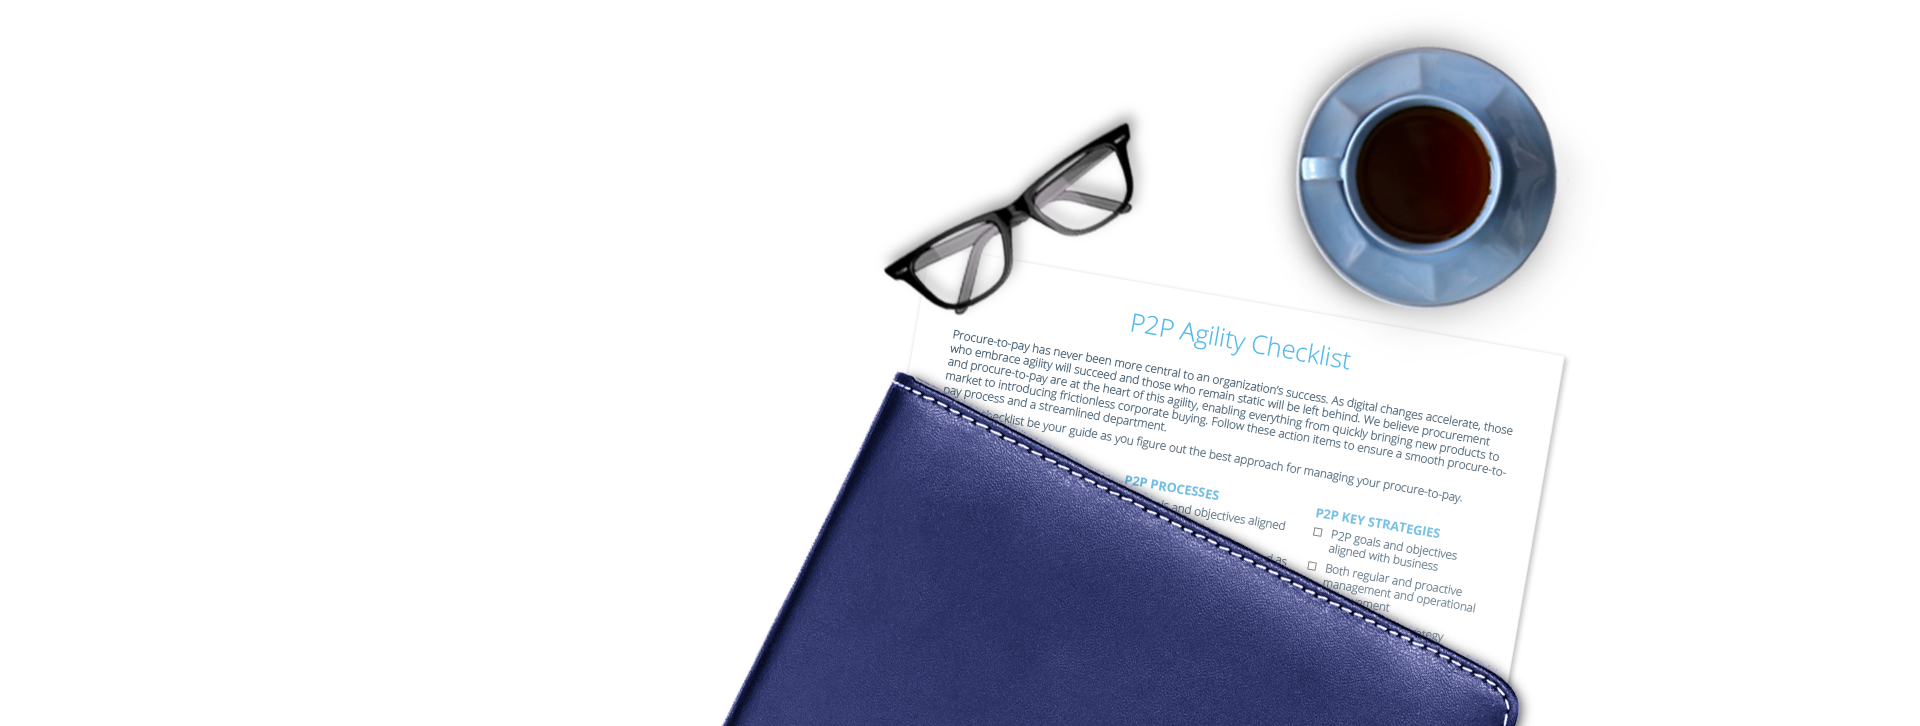 P2P Agility Checklist
Procure-to-pay has never been more central to an organization's success. As digital changes accelerate, those
who embrace agility will succeed and those who remain static will be left behind. We believe procurement
and procure-to-pay are at the heart of this agility, enabling everything from quickly bringing new products to
market to introducing frictionless corporate buying. Follow these action items to ensure a smooth procure-to-
pay process and a streamlined department.
be your guide as you figure out the best approach for managing your procure-to-pay.
P2P PROCESSES
and objectives aligned
as
P2P KEY STRATEGIES
P2P goals and objectives
aligned with business
Both regular and proactive
management and operational